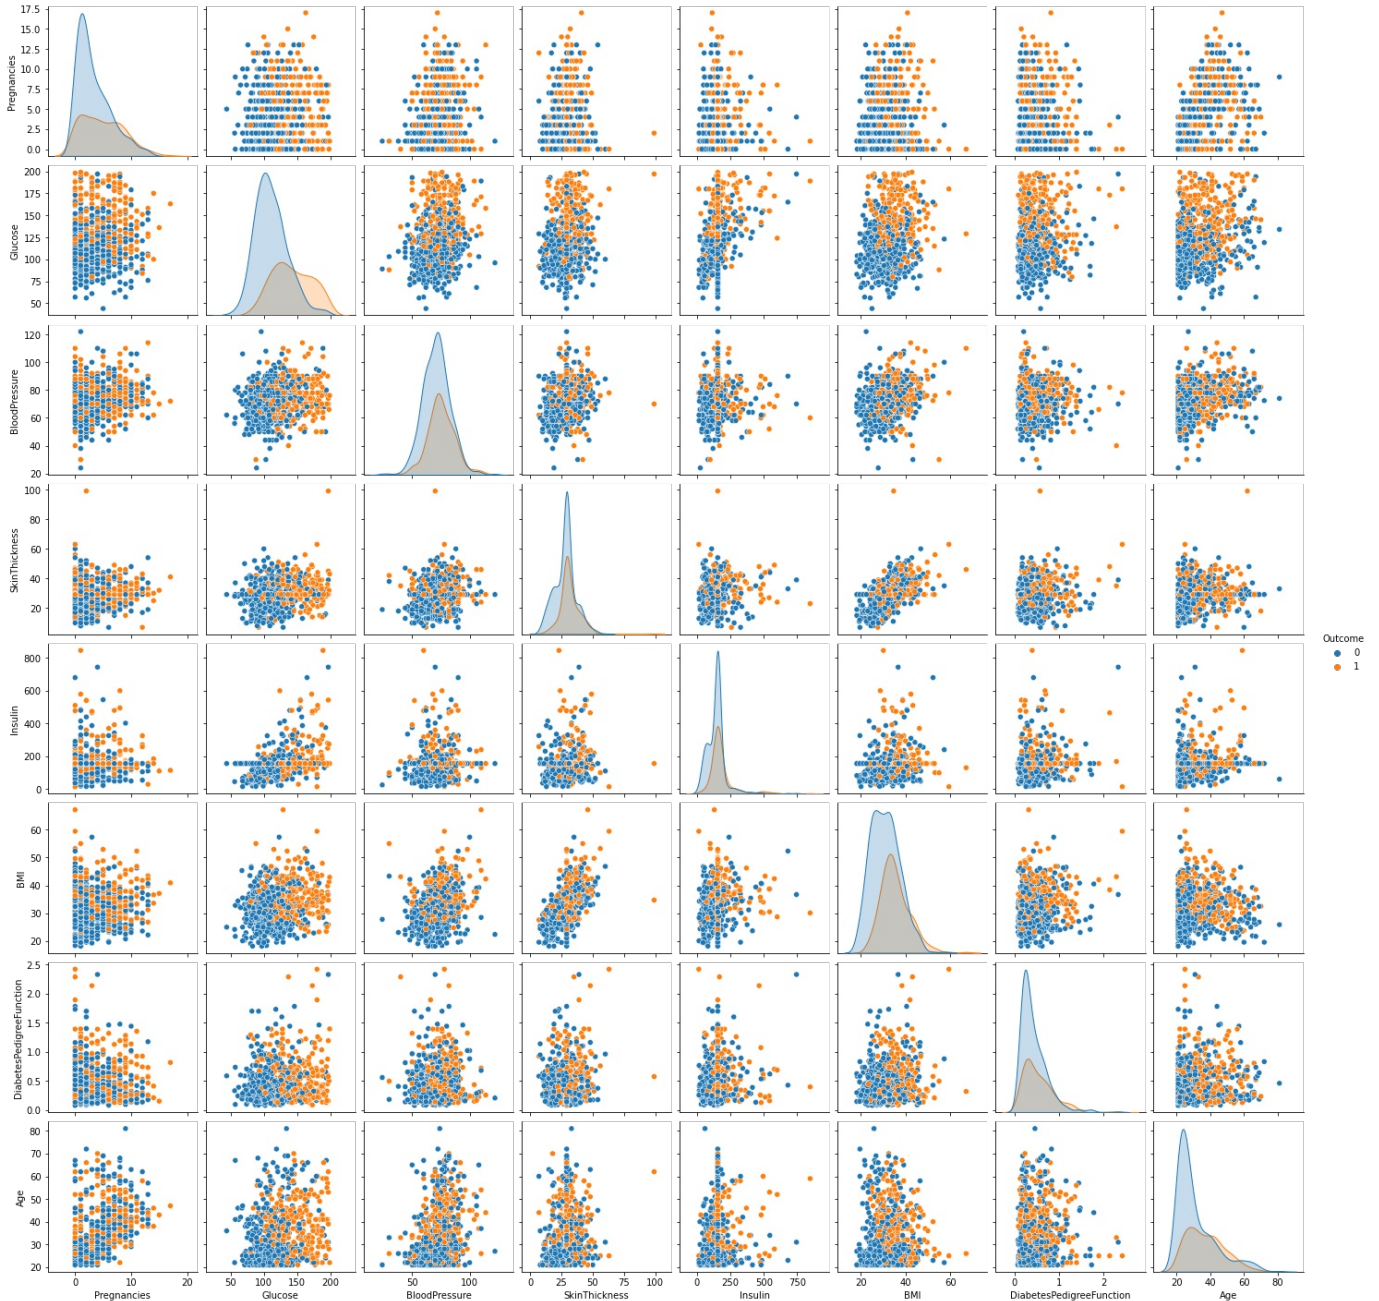 17.5
15.0
12.5
10.0
7.5
5.0
2.5
0.0
Pregnancies
200
175
150
125
100
75
50
Glucose
120
100
80
60
40
20
BloodPressure
100
80
60
40
20
SkinThickness
800
600
400
200
0
Insulin
Outcome
0
1
60
50
40
30
20
BMI
2.5
2.0
1.5
1.0
0.5
0.0
DiabetesPedigreeFunction
80
70
60
50
40
30
20
Age
0 10 20
50 100 150 200
50 100
0 25 50 75 100
0 250 500 750
20 40 60
0 1 2
20 40 60 80
Pregnancies
Glucose
BloodPressure
SkinThickness
Insulin
BMI
DiabetesPedigreeFunction
Age